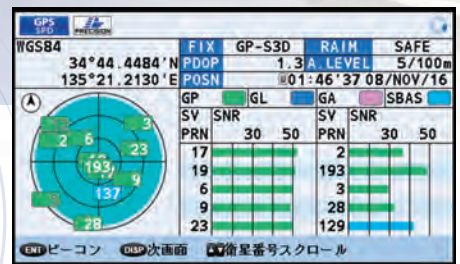 GPS
SPD
PRECISION
WGS84
34°44.4484'N
135°21.2130'E
FIX GP-S3D RAIM SAFE
PDOP 1.3 A.LEVEL 5/100m
POSN 01:46'37 08/NOV/16
GP GL GA SBAS
SV SNR SV SNR
PRN 30 50 PRN 30 50
17 2
19 193
6 3
9 28
23 129
3
2 6
23
193
9
137
28
ENT ビーコン DISP 次画面 ▲▼ 衛星番号スクロール